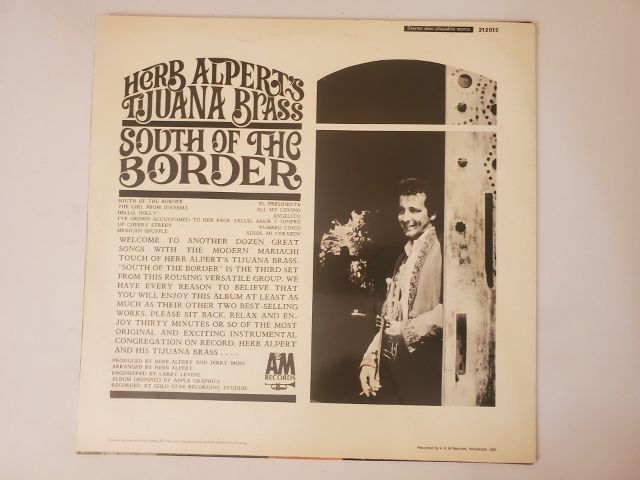 Stereo also playable mono 212015
HERB ALPERT'S
TIJUANA BRASS
SOUTH OF THE
BORDER
SOUTH OF THE BORDER
THE GIRL FROM IPANEMA
HELLO, DOLLY!
I'VE GROWN ACCUSTOMED TO HER FACE
UP CHERRY STREET
MEXICAN SHUFFLE
EL PRESIDENTE
ALL MY LOVING
ANGELITO
SALUD, AMOR Y DINERO
NUMERO CINCO
ADIOS, MI CORAZON
WELCOME TO ANOTHER DOZEN GREAT
SONGS WITH THE MODERN MARIACHI
TOUCH OF HERB ALPERT'S TIJUANA BRASS.
"SOUTH OF THE BORDER" IS THE THIRD SET
FROM THIS ROUSING VERSATILE GROUP. WE
HAVE EVERY REASON TO BELIEVE THAT
YOU WILL ENJOY THIS ALBUM AT LEAST AS
MUCH AS THEIR OTHER TWO BEST-SELLING
WORKS. PLEASE SIT BACK, RELAX AND EN-
JOY THIRTY MINUTES OR SO OF THE MOST
ORIGINAL AND EXCITING INSTRUMENTAL
CONGREGATION ON RECORD, HERB ALPERT
AND HIS TIJUANA BRASS . . . .
PRODUCED BY HERB ALPERT AND JERRY MOSS
ARRANGED BY HERB ALPERT
ENGINEERED BY LARRY LEVINE
ALBUM DESIGNED BY APPLE GRAPHICS
RECORDED AT GOLD STAR RECORDING STUDIOS
A&M
RECORDS
Recorded by A & M Records, Hollywood, USA.